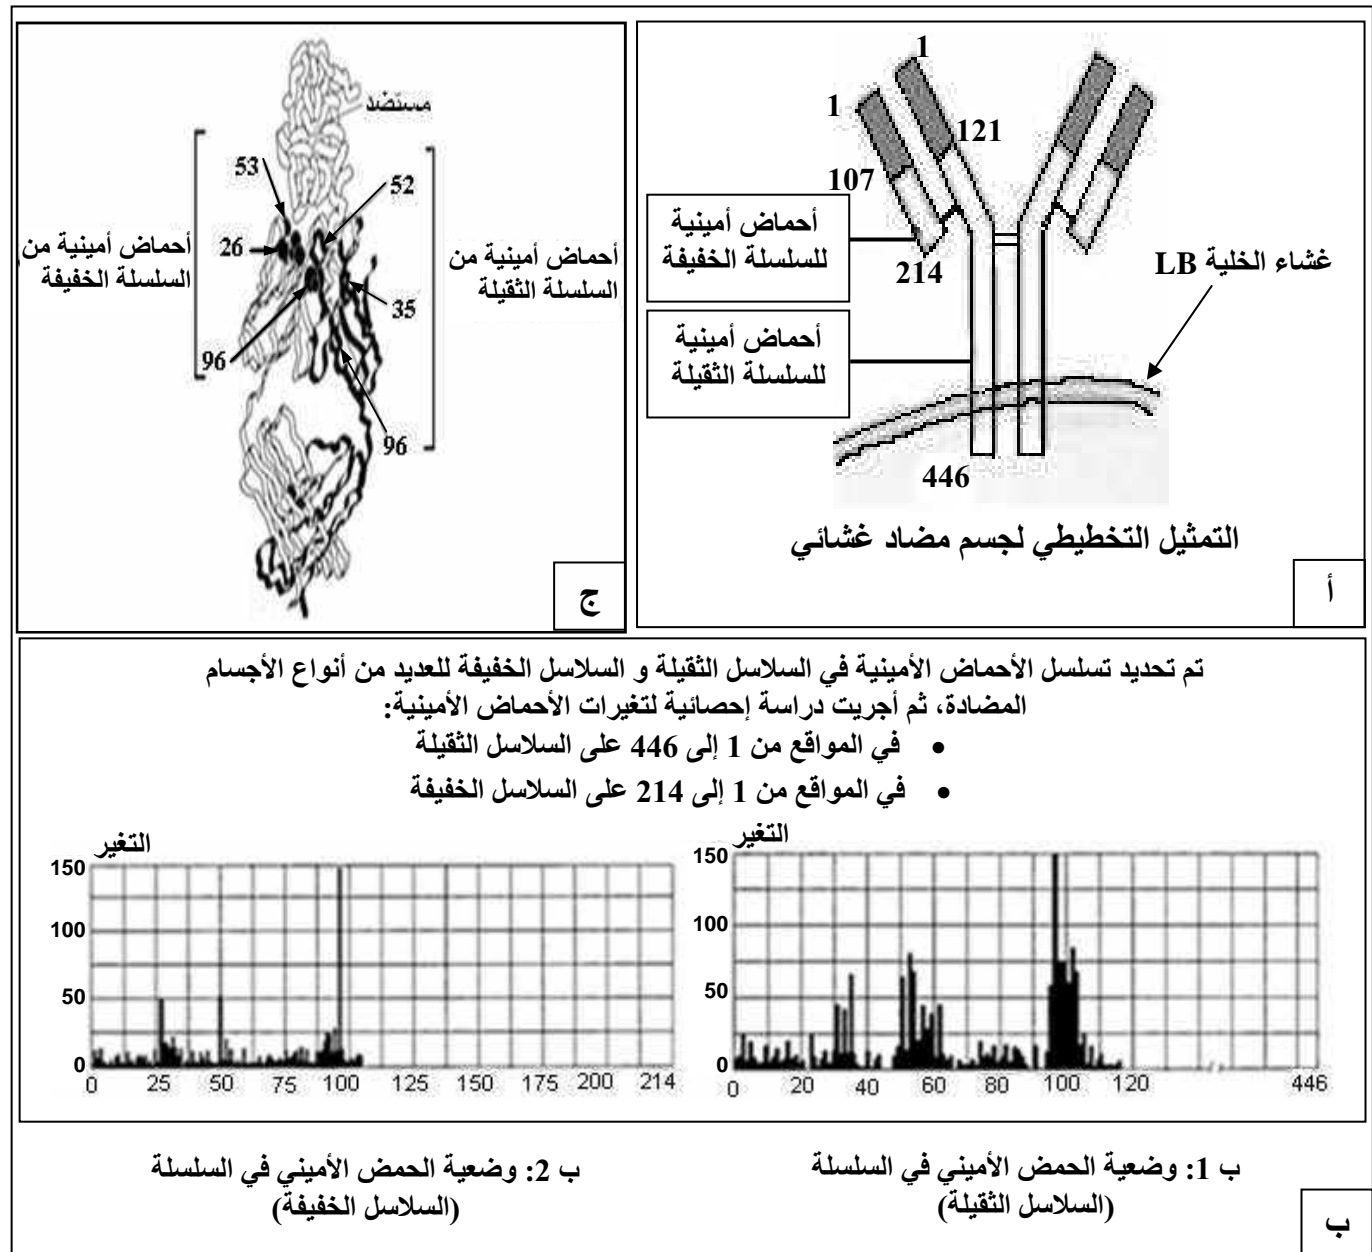 1
1
121
107
أحماض أمينية
للسلسلة الخفيفة
214
غشاء الخلية LB
أحماض أمينية
للسلسلة الثقيلة
446
التمثيل التخطيطي لجسم مضاد غشائي
أ
مستضد
53
52
أحماض أمينية من
السلسلة الخفيفة
26
أحماض أمينية من
السلسلة الثقيلة
35
96
96
ج
تم تحديد تسلسل الأحماض الأمينية في السلاسل الثقيلة و السلاسل الخفيفة للعديد من أنواع الأجسام
المضادة، ثم أجريت دراسة إحصائية لتغيرات الأحماض الأمينية:
• في المواقع من 1 إلى 446 على السلاسل الثقيلة
• في المواقع من 1 إلى 214 على السلاسل الخفيفة
التغير
150
100
50
0
0 20 40 60 80 100 120 446
ب 1: وضعية الحمض الأميني في السلسلة
(السلاسل الثقيلة)
التغير
150
100
50
0
0 25 50 75 100 125 150 175 200 214
ب 2: وضعية الحمض الأميني في السلسلة
(السلاسل الخفيفة)
ب